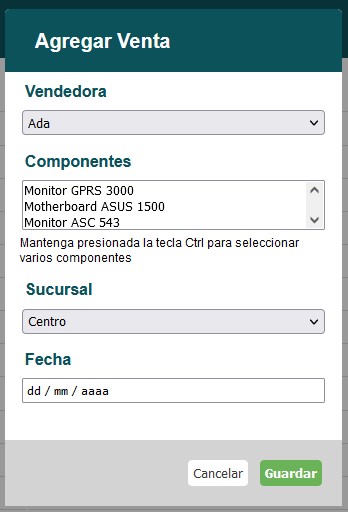 Agregar Venta
Vendedora
Ada
Componentes
Monitor GPRS 3000
Motherboard ASUS 1500
Monitor ASC 543
Mantenga presionada la tecla Ctrl para seleccionar
varios componentes
Sucursal
Centro
Fecha
dd / mm / aaaa
Cancelar Guardar